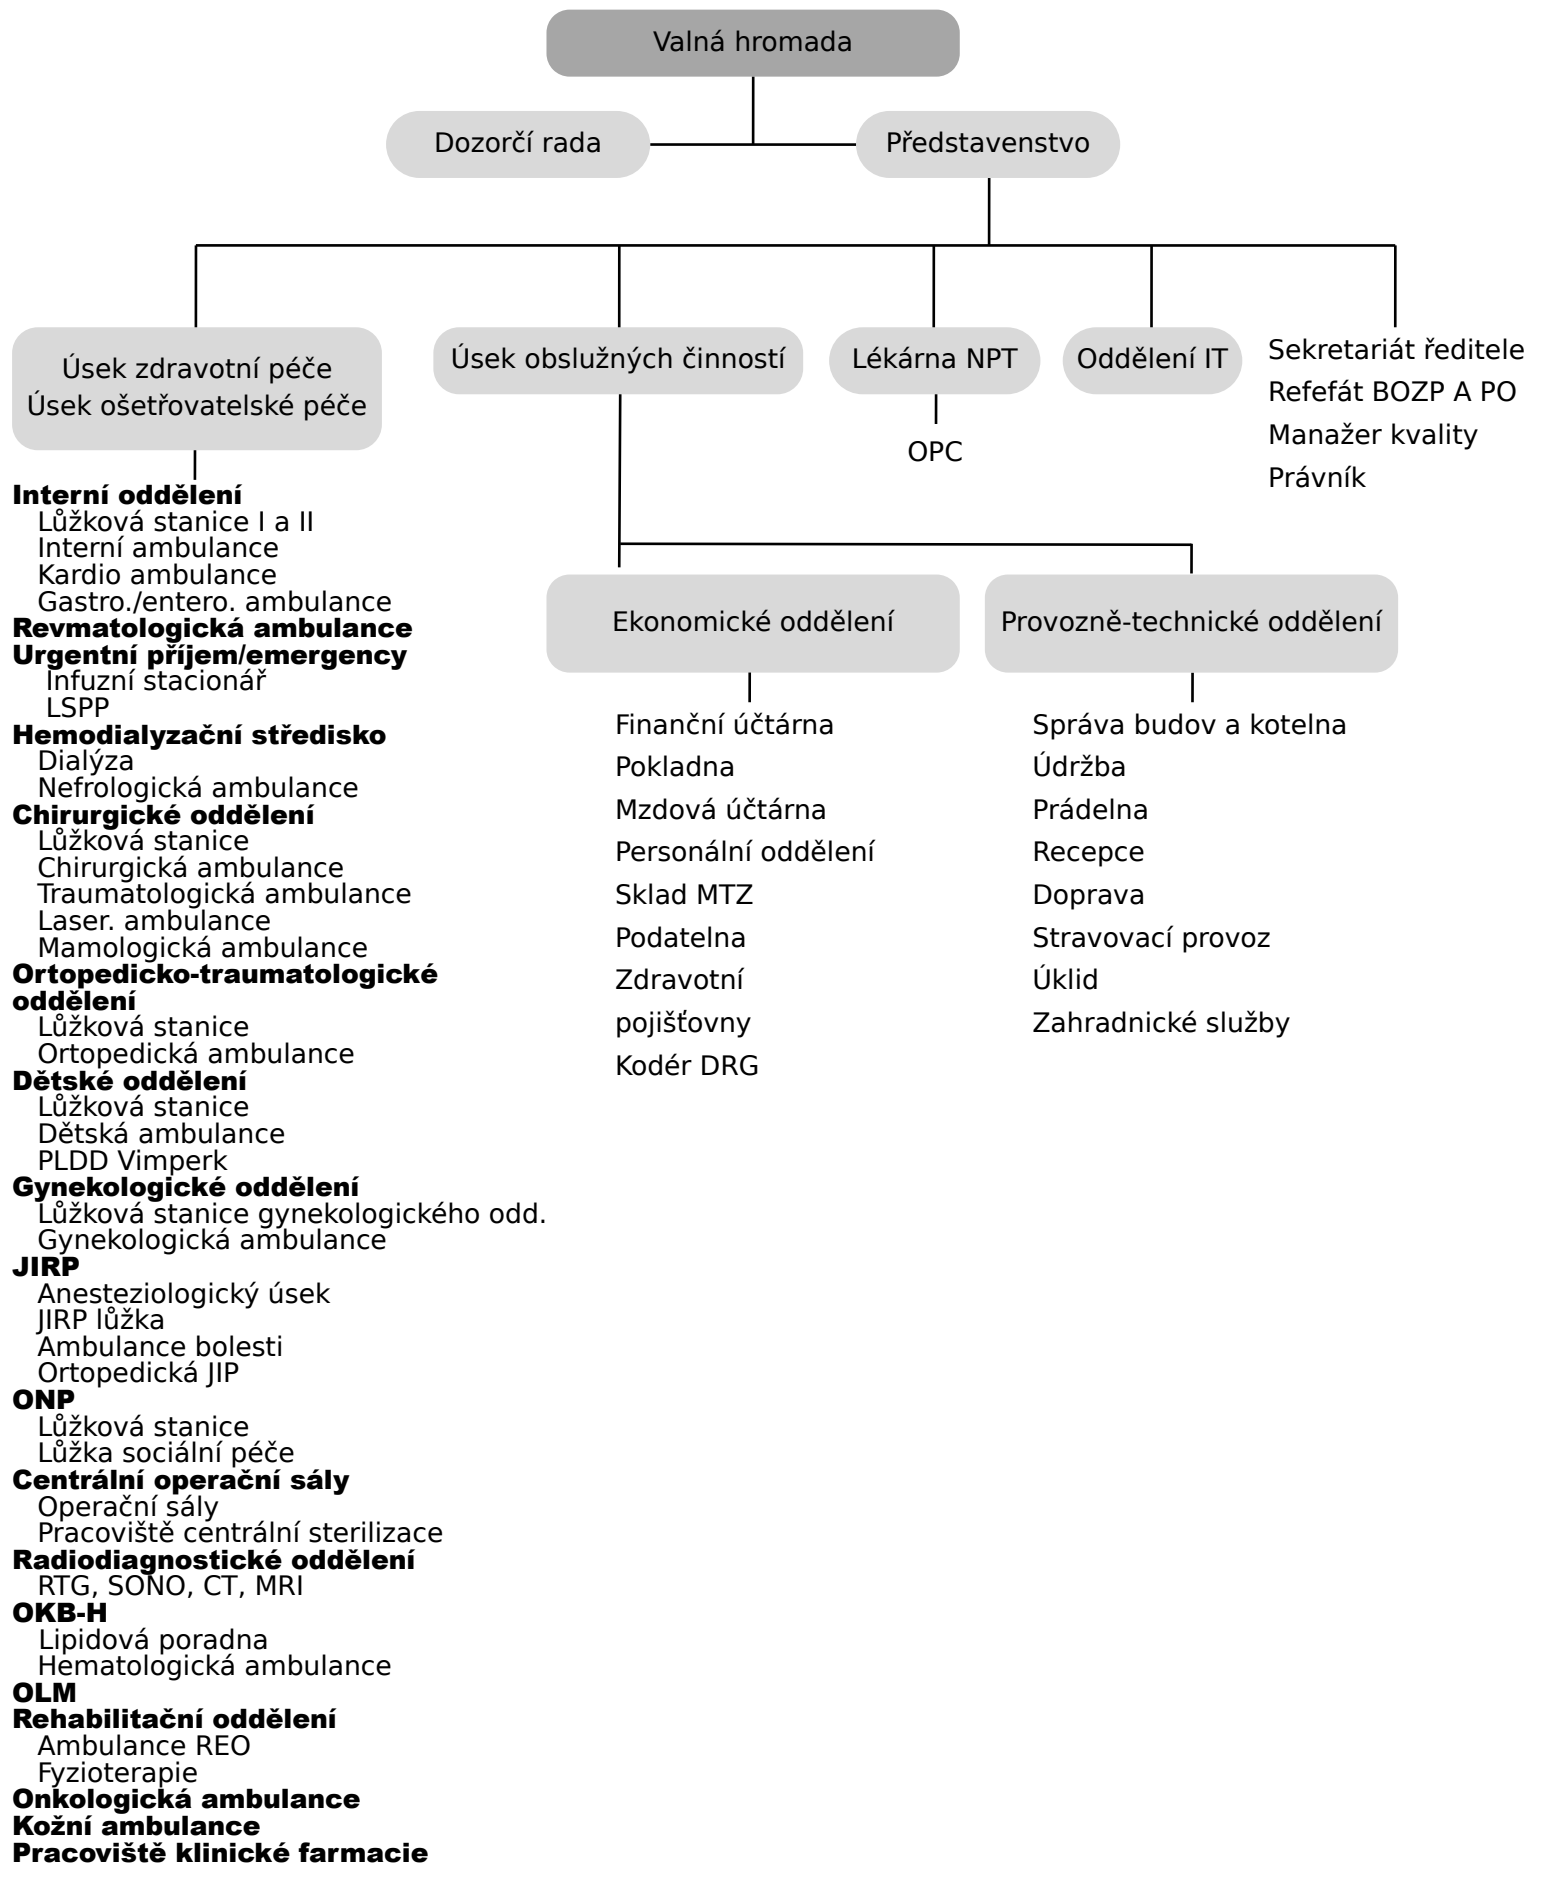 Valná hromada
Dozorčí rada
Představenstvo
Úsek zdravotní péče
Úsek ošetřovatelské péče
Úsek obslužných činností
Lékárna NPT
OPC
Oddělení IT
Sekretariát ředitele
Refefát BOZP A PO
Manažer kvality
Právník
Interní oddělení
Lůžková stanice I a II
Interní ambulance
Kardio ambulance
Gastro./entero. ambulance
Revmatologická ambulance
Urgentní příjem/emergency
Infuzní stacionář
LSPP
Hemodialyzační středisko
Dialýza
Nefrologická ambulance
Chirurgické oddělení
Lůžková stanice
Chirurgická ambulance
Traumatologická ambulance
Laser. ambulance
Mamologická ambulance
Ortopedicko-traumatologické
oddělení
Lůžková stanice
Ortopedická ambulance
Dětské oddělení
Lůžková stanice
Dětská ambulance
PLDD Vimperk
Gynekologické oddělení
Lůžková stanice gynekologického odd.
Gynekologická ambulance
JIRP
Anesteziologický úsek
JIRP lůžka
Ambulance bolesti
Ortopedická JIP
ONP
Lůžková stanice
Lůžka sociální péče
Centrální operační sály
Operační sály
Pracoviště centrální sterilizace
Radiodiagnostické oddělení
RTG, SONO, CT, MRI
OKB-H
Lipidová poradna
Hematologická ambulance
OLM
Rehabilitační oddělení
Ambulance REO
Fyzioterapie
Onkologická ambulance
Kožní ambulance
Pracoviště klinické farmacie
Ekonomické oddělení
Finanční účtárna
Pokladna
Mzdová účtárna
Personální oddělení
Sklad MTZ
Podatelna
Zdravotní
pojišťovny
Kodér DRG
Provozně-technické oddělení
Správa budov a kotelna
Údržba
Prádelna
Recepce
Doprava
Stravovací provoz
Úklid
Zahradnické služby